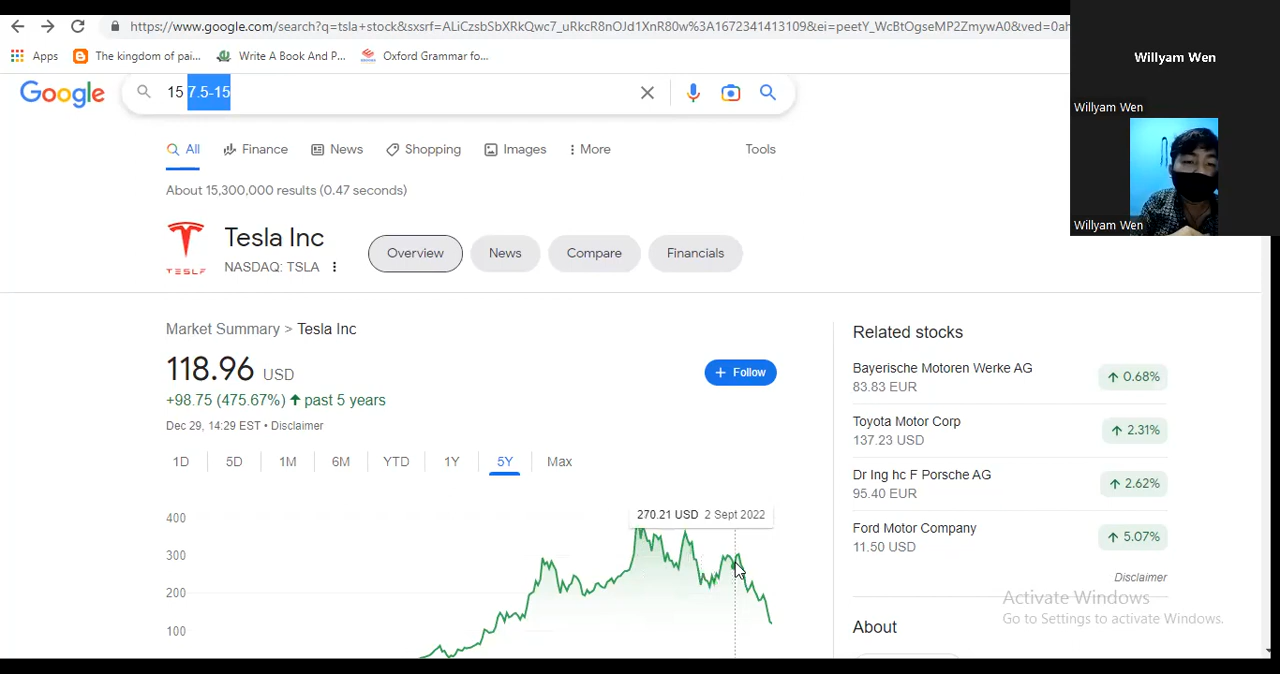 https://www.google.com/search?q=tsla+stock&sxsrf=ALiCzsbSbXRkQwc7_uRkcR8nOJd1XnR80w%3A1672341413109&ei=peetY_WcBtOgseMP2ZmywA0&ved=0ah
Willyam Wen
Apps The kingdom of pai... Write A Book And P... Oxford Grammar fo...
Google 15 7.5-15
Willyam Wen
All Finance News Shopping Images More Tools
About 15,300,000 results (0.47 seconds)
Willyam Wen
Tesla Inc
NASDAQ: TSLA
TESLA
Overview News Compare Financials
Market Summary > Tesla Inc
118.96 USD
+ Follow
+98.75 (475.67%) past 5 years
Dec 29, 14:29 EST • Disclaimer
1D 5D 1M 6M YTD 1Y 5Y Max
270.21 USD 2 Sept 2022
400
300
200
100
Related stocks
Bayerische Motoren Werke AG
83.83 EUR
0.68%
Toyota Motor Corp
137.23 USD
2.31%
Dr Ing hc F Porsche AG
95.40 EUR
2.62%
Ford Motor Company
11.50 USD
5.07%
Disclaimer
Activate Windows
Go to Settings to activate Windows.
About